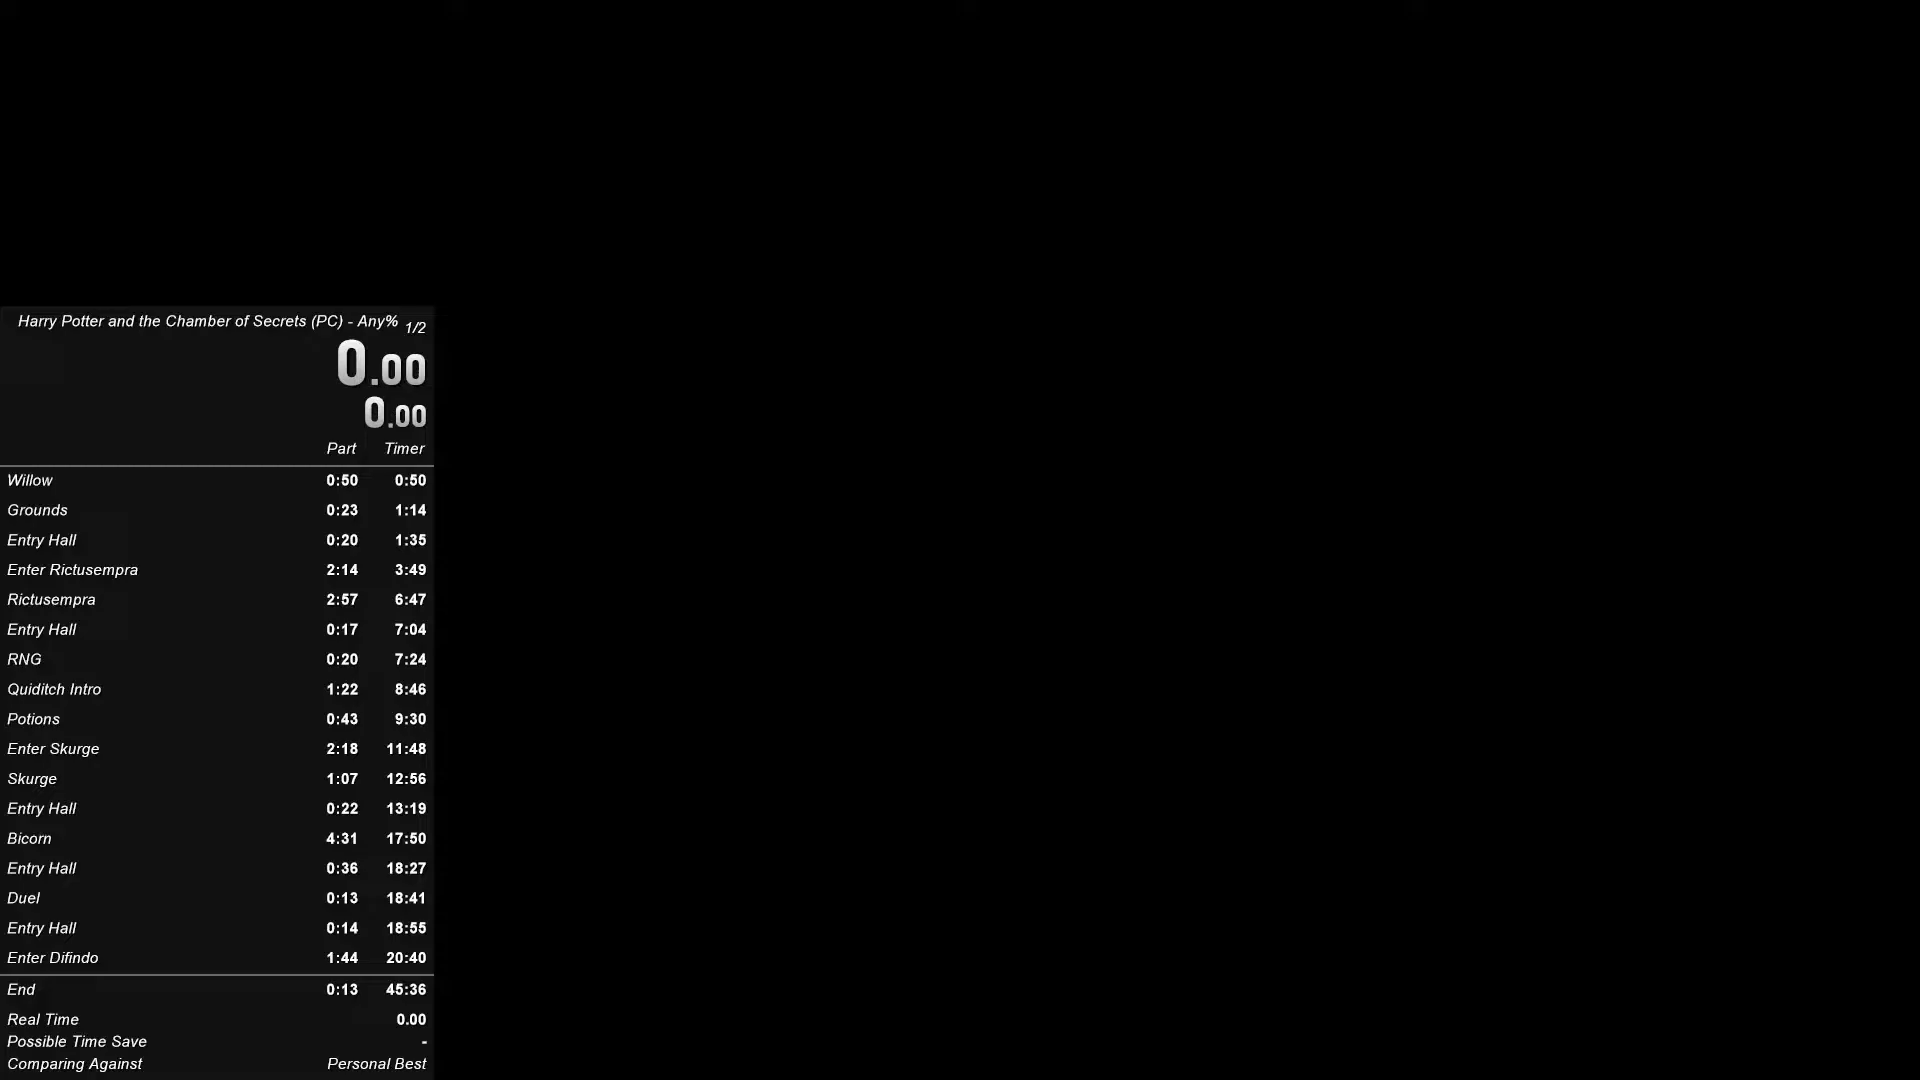 Harry Potter and the Chamber of Secrets (PC) - Any% 1/2
0.00
0.00
Part Timer
Willow 0:50 0:50
Grounds 0:23 1:14
Entry Hall 0:20 1:35
Enter Rictusempra 2:14 3:49
Rictusempra 2:57 6:47
Entry Hall 0:17 7:04
RNG 0:20 7:24
Quiditch Intro 1:22 8:46
Potions 0:43 9:30
Enter Skurge 2:18 11:48
Skurge 1:07 12:56
Entry Hall 0:22 13:19
Bicorn 4:31 17:50
Entry Hall 0:36 18:27
Duel 0:13 18:41
Entry Hall 0:14 18:55
Enter Difindo 1:44 20:40
End 0:13 45:36
Real Time 0.00
Possible Time Save -
Comparing Against Personal Best